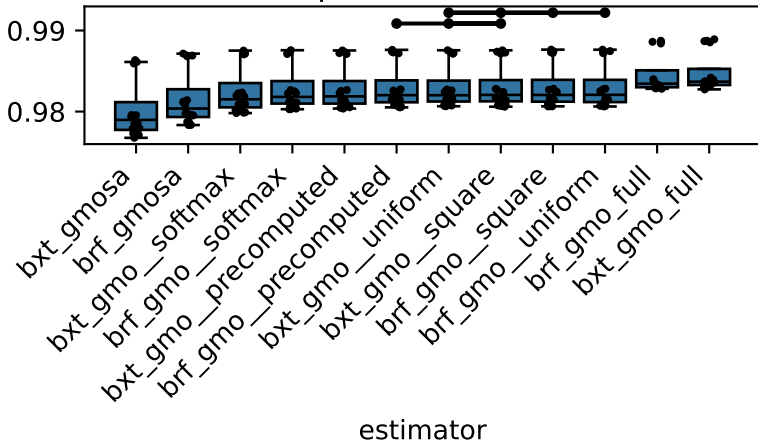 0.99
0.98
bxt_gmosa
brf_gmosa
bxt_gmo__softmax
brf_gmo__softmax
bxt_gmo__precomputed
brf_gmo__precomputed
bxt_gmo__uniform
bxt_gmo__square
brf_gmo__square
brf_gmo__uniform
brf_gmo_full
bxt_gmo_full
estimator